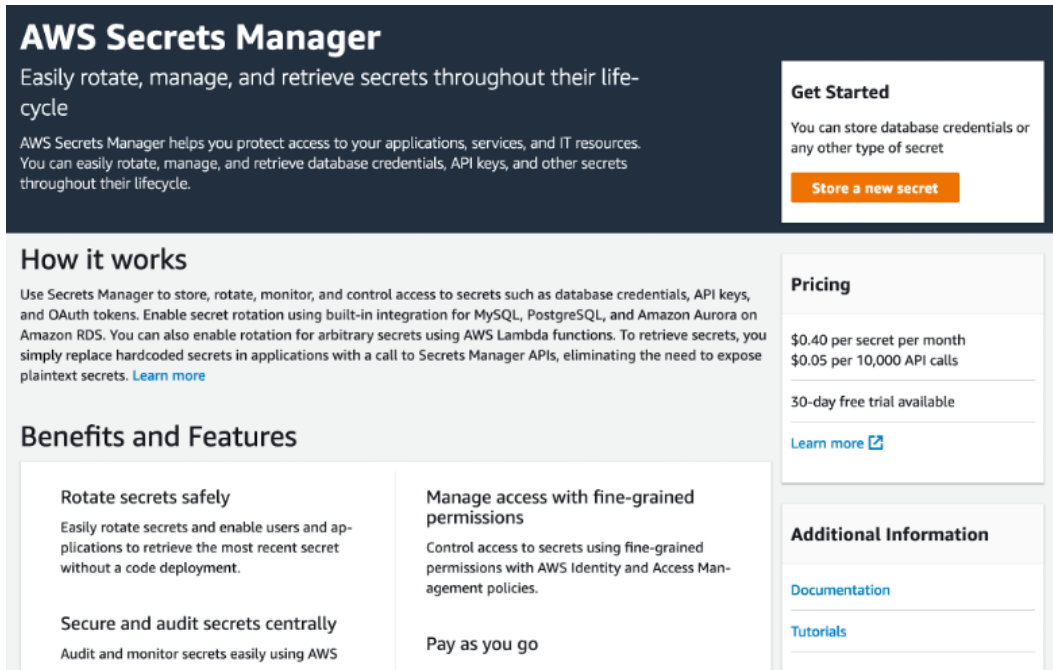 AWS Secrets Manager
Easily rotate, manage, and retrieve secrets throughout their life-
cycle
AWS Secrets Manager helps you protect access to your applications, services, and IT resources.
You can easily rotate, manage, and retrieve database credentials, API keys, and other secrets
throughout their lifecycle.
Get Started
You can store database credentials or
any other type of secret
Store a new secret
How it works
Use Secrets Manager to store, rotate, monitor, and control access to secrets such as database credentials, API keys,
and OAuth tokens. Enable secret rotation using built-in integration for MySQL, PostgreSQL, and Amazon Aurora on
Amazon RDS. You can also enable rotation for arbitrary secrets using AWS Lambda functions. To retrieve secrets, you
simply replace hardcoded secrets in applications with a call to Secrets Manager APIs, eliminating the need to expose
plaintext secrets. Learn more
Pricing
$0.40 per secret per month
$0.05 per 10,000 API calls
30-day free trial available
Learn more
Benefits and Features
Rotate secrets safely
Easily rotate secrets and enable users and ap-
plications to retrieve the most recent secret
without a code deployment.
Secure and audit secrets centrally
Audit and monitor secrets easily using AWS
Manage access with fine-grained
permissions
Control access to secrets using fine-grained
permissions with AWS Identity and Access Man-
agement policies.
Pay as you go
Additional Information
Documentation
Tutorials